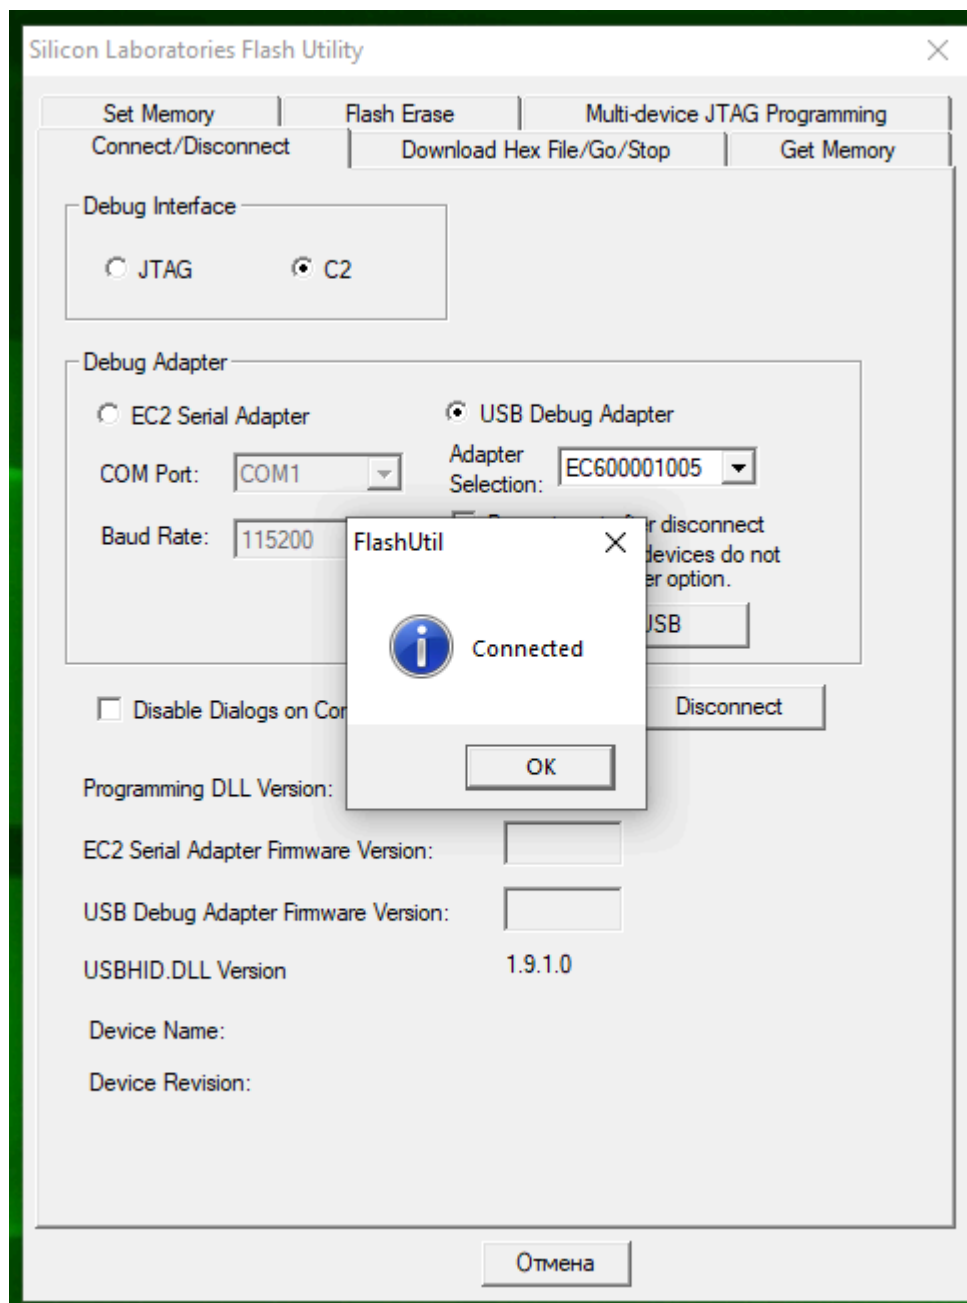 Silicon Laboratories Flash Utility
Set Memory
Flash Erase
Multi-device JTAG Programming
Connect/Disconnect
Download Hex File/Go/Stop
Get Memory
Debug Interface
JTAG
C2
Debug Adapter
EC2 Serial Adapter
USB Debug Adapter
COM Port:
COM1
Adapter
Selection:
EC600001005
Baud Rate:
115200
disconnect
devices do not
option.
FlashUtil
Connected
OK
Disable Dialogs on
Disconnect
Programming DLL Version:
EC2 Serial Adapter Firmware Version:
USB Debug Adapter Firmware Version:
USBHID.DLL Version
1.9.1.0
Device Name:
Device Revision:
Отмена